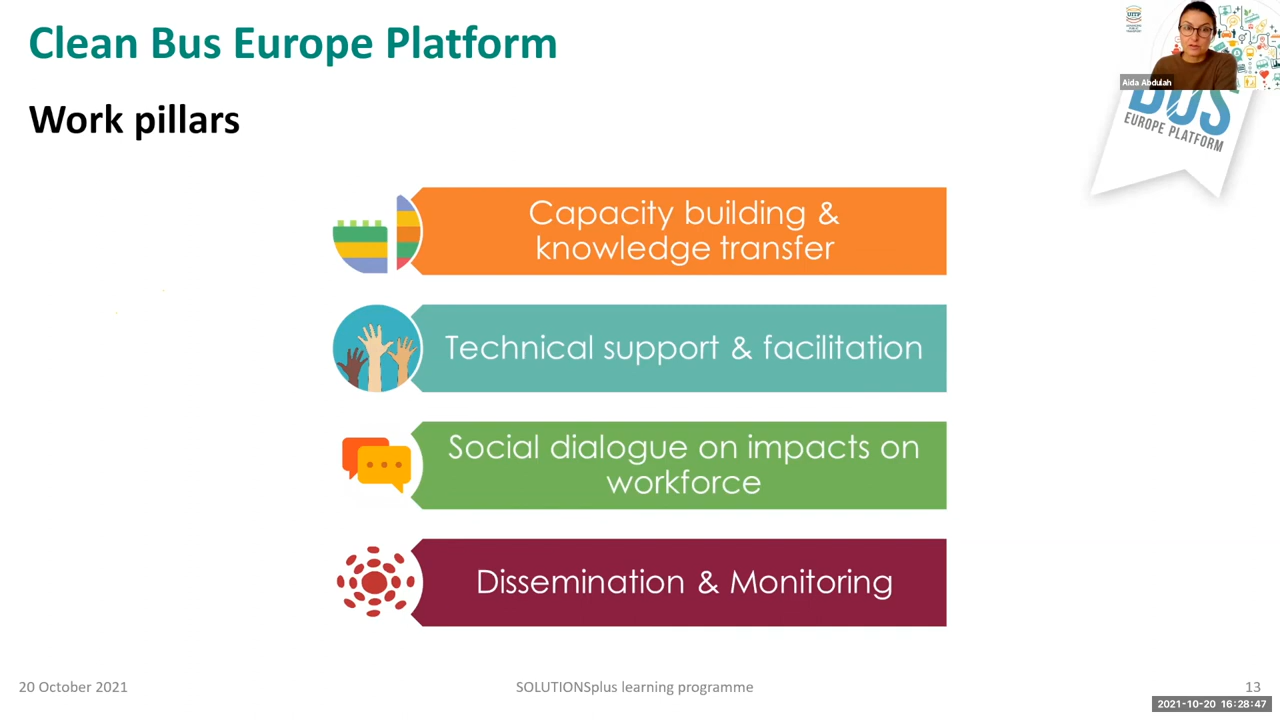 Clean Bus Europe Platform
Work pillars
UITP
Aida Abdulah
BUS
EUROPE PLATFORM
Capacity building &
knowledge transfer
Technical support & facilitation
Social dialogue on impacts on
workforce
Dissemination & Monitoring
20 October 2021
SOLUTIONSplus learning programme
13
2021-10-20 16:28:47